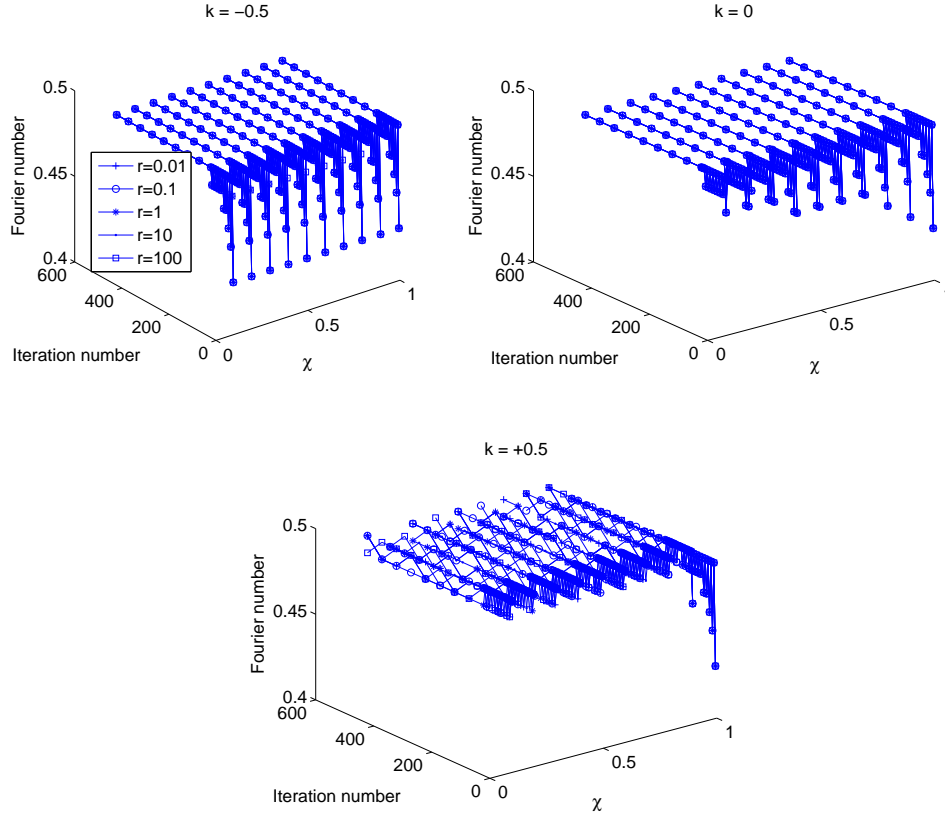 k = −0.5
0.5
0.45
0.4
Fourier number
600
400
200
0
Iteration number
0
0.5
1
χ
r=0.01
r=0.1
r=1
r=10
r=100
k = 0
0.5
0.45
0.4
Fourier number
600
400
200
0
Iteration number
0
0.5
χ
k = +0.5
0.5
0.45
0.4
Fourier number
600
400
200
0
Iteration number
0
0.5
1
χ